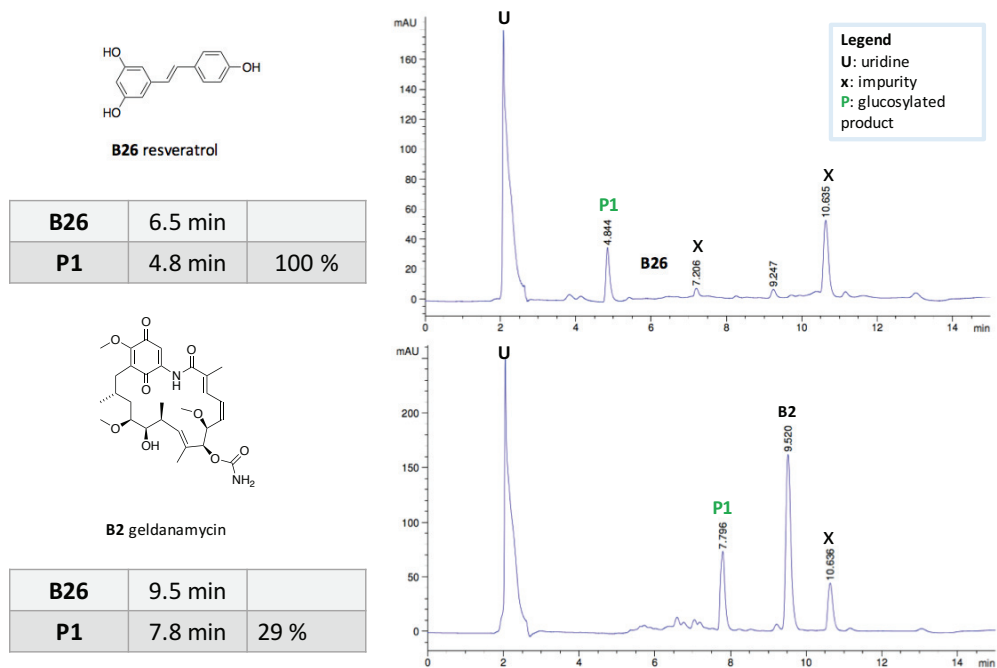 HO
OH
HO
B26 resveratrol
B26 6.5 min
P1 4.8 min 100 %
mAU
160
140
120
100
80
60
40
20
0
U
P1
4.844
B26
X
7.206
9.247
X
10.635
0 2 4 6 8 10 12 14 min
Legend
U: uridine
x: impurity
P: glucosylated
product
O
O
O
O
N
H
O
O
O
OH
O
O
NH2
B2 geldanamycin
B26 9.5 min
P1 7.8 min 29 %
mAU
200
150
100
50
0
U
P1
7.796
B2
9.520
X
10.636
0 2 4 6 8 10 12 14 min